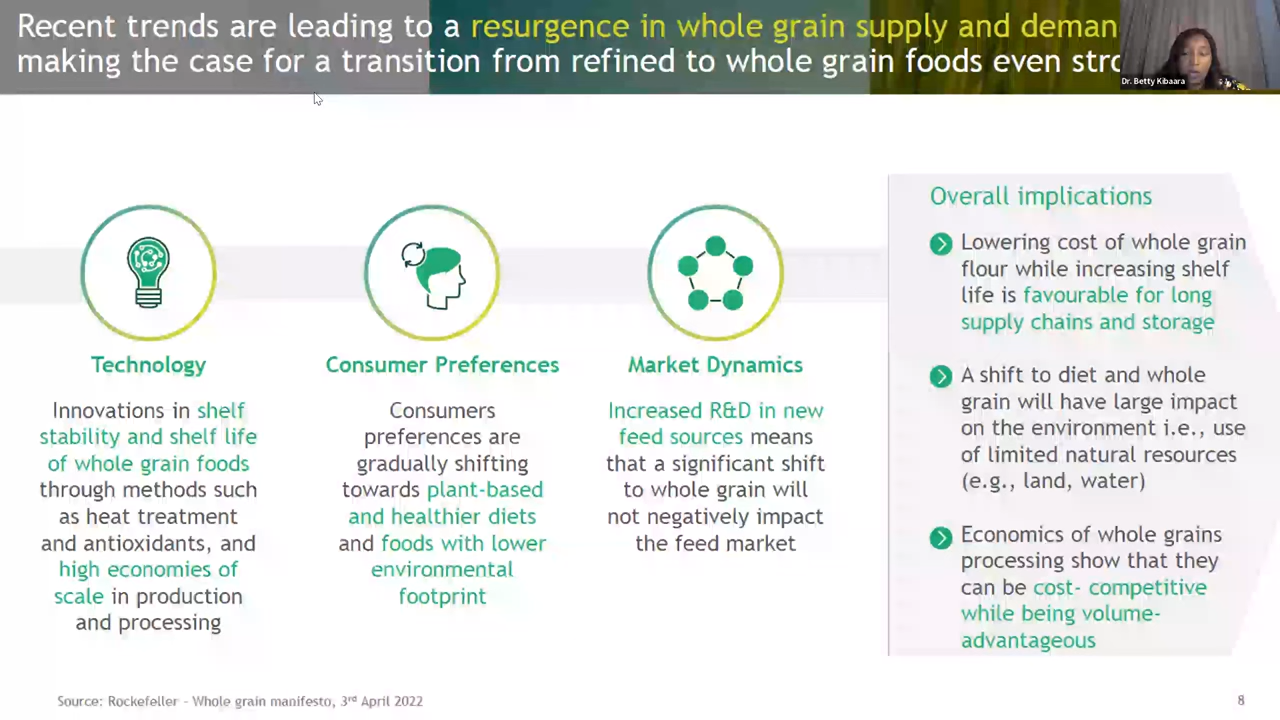 Recent trends are leading to a resurgence in whole grain supply and deman
making the case for a transition from refined to whole grain foods even stro
Dr. Betty Kibaara
Technology
Innovations in shelf
stability and shelf life
of whole grain foods
through methods such
as heat treatment
and antioxidants, and
high economies of
scale in production
and processing
Consumer Preferences
Consumers
preferences are
gradually shifting
towards plant-based
and healthier diets
and foods with lower
environmental
footprint
Market Dynamics
Increased R&D in new
feed sources means
that a significant shift
to whole grain will
not negatively impact
the feed market
Overall implications
Lowering cost of whole grain
flour while increasing shelf
life is favourable for long
supply chains and storage
A shift to diet and whole
grain will have large impact
on the environment i.e., use
of limited natural resources
(e.g., land, water)
Economics of whole grains
processing show that they
can be cost- competitive
while being volume-
advantageous
Source: Rockefeller - Whole grain manifesto, 3rd April 2022
8